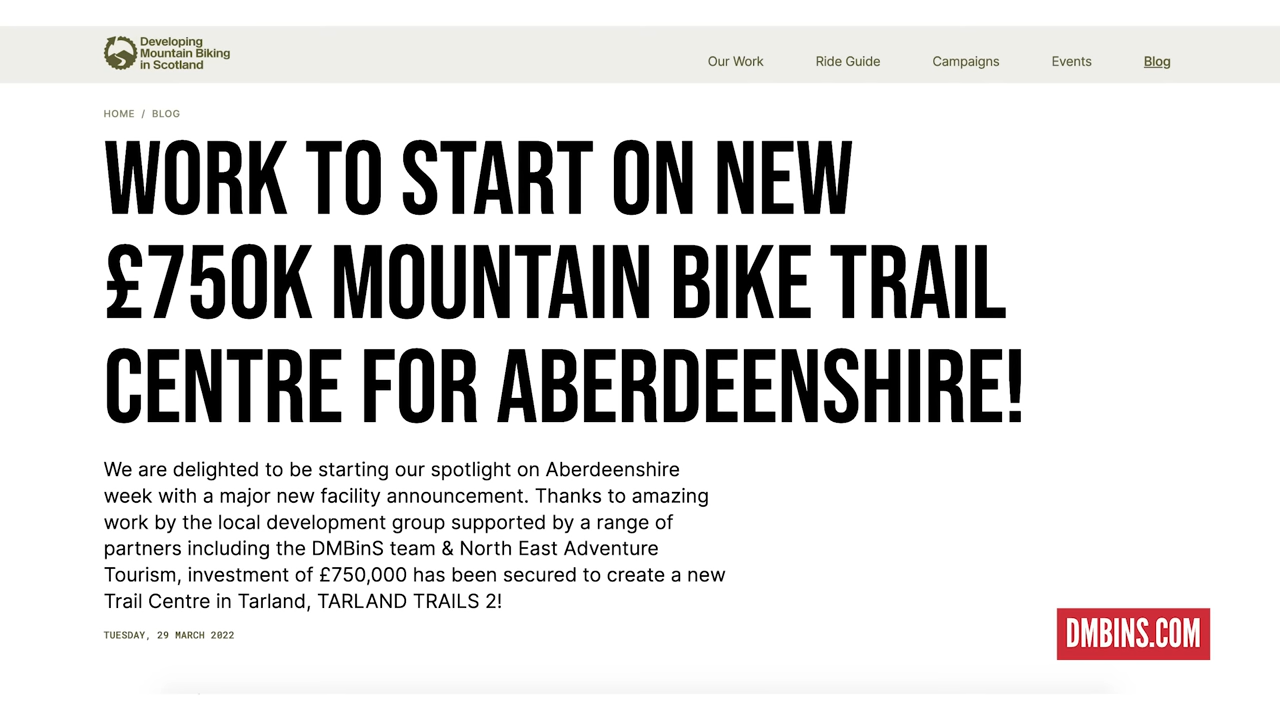 Developing
Mountain Biking
in Scotland
Our Work
Ride Guide
Campaigns
Events
Blog
HOME / BLOG
WORK TO START ON NEW
£750K MOUNTAIN BIKE TRAIL
CENTRE FOR ABERDEENSHIRE!
We are delighted to be starting our spotlight on Aberdeenshire
week with a major new facility announcement. Thanks to amazing
work by the local development group supported by a range of
partners including the DMBinS team & North East Adventure
Tourism, investment of £750,000 has been secured to create a new
Trail Centre in Tarland, TARLAND TRAILS 2!
TUESDAY, 29 MARCH 2022
DMBINS.COM